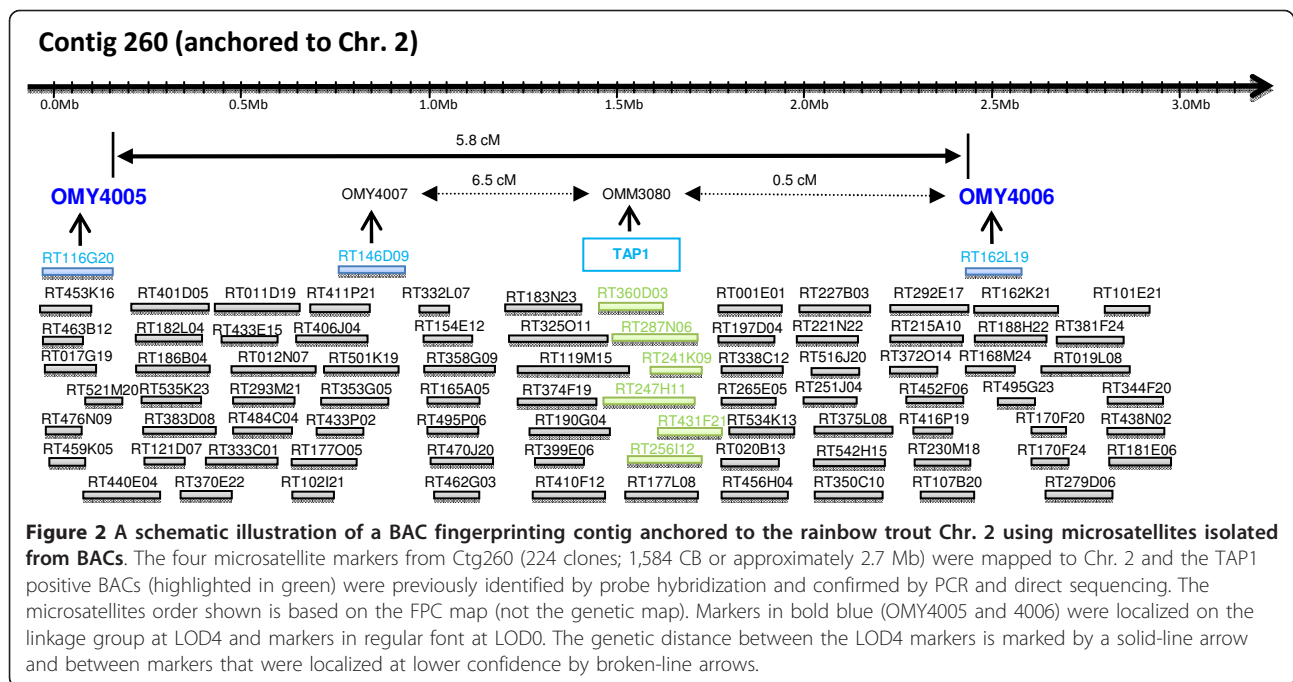 Contig 260 (anchored to Chr. 2)
0.0Mb 0.5Mb 1.0Mb 1.5Mb 2.0Mb 2.5Mb 3.0Mb
5.8 cM
OMY4005 OMY4007 6.5 cM OMM3080 0.5 cM OMY4006
RT116G20 RT146D09 TAP1 RT162L19
RT453K16 RT401D05 RT011D19 RT411P21 RT332L07 RT183N23 RT360D03 RT001E01 RT227B03 RT292E17 RT162K21 RT101E21
RT463B12 RT182L04 RT433E15 RT406J04 RT154E12 RT325O11 RT287N06 RT197D04 RT221N22 RT215A10 RT188H22 RT381F24
RT017G19 RT186B04 RT012N07 RT501K19 RT358G09 RT119M15 RT241K09 RT338C12 RT516J20 RT372O14 RT168M24 RT019L08
RT521M20 RT535K23 RT293M21 RT353G05 RT165A05 RT374F19 RT247H11 RT265E05 RT251J04 RT452F06 RT495G23 RT344F20
RT476N09 RT383D08 RT484C04 RT433P02 RT495P06 RT190G04 RT431F21 RT534K13 RT375L08 RT416P19 RT170F20 RT438N02
RT459K05 RT121D07 RT333C01 RT177O05 RT470J20 RT399E06 RT256I12 RT020B13 RT542H15 RT230M18 RT170F24 RT181E06
RT440E04 RT370E22 RT102I21 RT462G03 RT410F12 RT177L08 RT456H04 RT350C10 RT107B20 RT279D06
Figure 2 A schematic illustration of a BAC fingerprinting contig anchored to the rainbow trout Chr. 2 using microsatellites isolated
from BACs. The four microsatellite markers from Ctg260 (224 clones; 1,584 CB or approximately 2.7 Mb) were mapped to Chr. 2 and the TAP1
positive BACs (highlighted in green) were previously identified by probe hybridization and confirmed by PCR and direct sequencing. The
microsatellites order shown is based on the FPC map (not the genetic map). Markers in bold blue (OMY4005 and 4006) were localized on the
linkage group at LOD4 and markers in regular font at LOD0. The genetic distance between the LOD4 markers is marked by a solid-line arrow
and between markers that were localized at lower confidence by broken-line arrows.